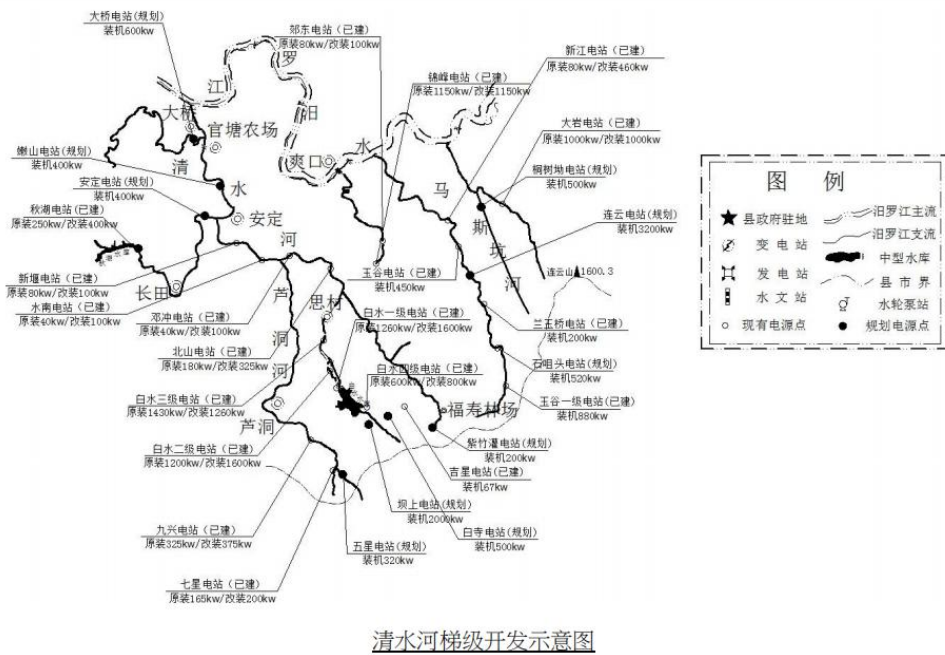 大桥电站(规划)
装机600kw
郊东电站（已建）
原装80kw/改装100kw
锦峰电站（已建）
原装1150kw/改装1150kw
新江电站（已建）
原装80kw/改装460kw
大岩电站（已建）
原装1000kw/改装1000kw
桐树坳电站(规划)
装机500kw
连云电站(规划)
装机3200kw
连云山 1600.3
兰五桥电站(已建)
装机200kw
石咀头电站(规划)
装机520kw
玉谷一级电站(已建)
装机880kw
玉谷电站(已建)
装机450kw
紫竹灌电站(规划)
装机200kw
吉星电站(已建)
装机67kw
白寺电站(规划)
装机500kw
坝上电站(规划)
装机2000kw
五星电站(规划)
装机320kw
七星电站(已建)
原装165kw/改装200kw
九兴电站（已建）
原装325kw/改装375kw
白水二级电站（已建）
原装1200kw/改装1600kw
白水三级电站（已建）
原装1430kw/改装1260kw
北山电站(已建)
原装180kw/改装325kw
邓冲电站（已建）
原装40kw/改装100kw
白水一级电站（已建）
原装1260kw/改装1600kw
白水四级电站（已建）
原装600kw/改装800kw
水南电站（已建）
原装40kw/改装100kw
新堰电站（已建）
原装80kw/改装100kw
秋湖电站(已建)
原装250kw/改装400kw
安定电站(规划)
装机400kw
装机400kw
汨
罗
江
水
大桥
官塘农场
清
水
河
安定
长田
爽口
马
斯
坑
河
芦
洞
河
思村
芦洞
福寿林场
图 例
县政府驻地
变电站
发电站
水文站
现有电源点
汨罗江主流
汨罗江支流
中型水库
县市界
水轮泵站
规划电源点
清水河梯级开发示意图